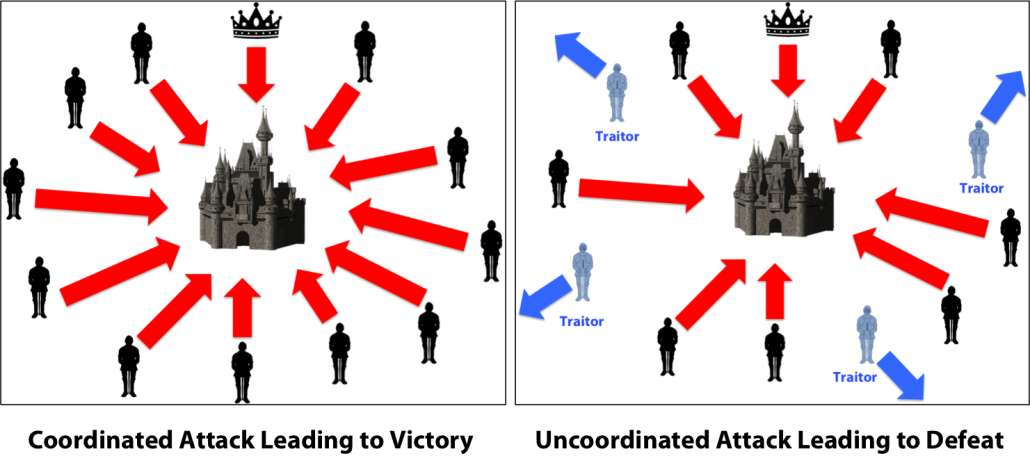 Traitor
Traitor
Traitor
Traitor
Coordinated Attack Leading to Victory
Uncoordinated Attack Leading to Defeat